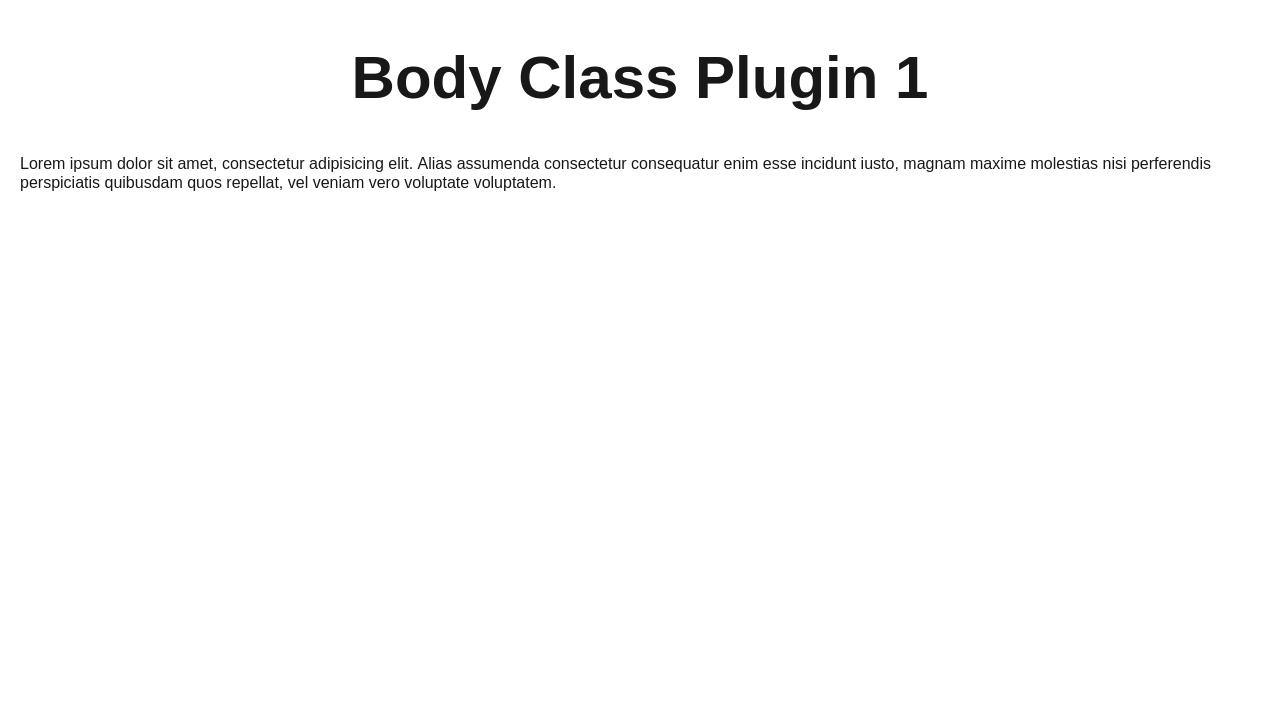 Body Class Plugin 1
Lorem ipsum dolor sit amet, consectetur adipisicing elit. Alias assumenda consectetur consequatur enim esse incidunt iusto, magnam maxime molestias nisi perferendis
perspiciatis quibusdam quos repellat, vel veniam vero voluptate voluptatem.